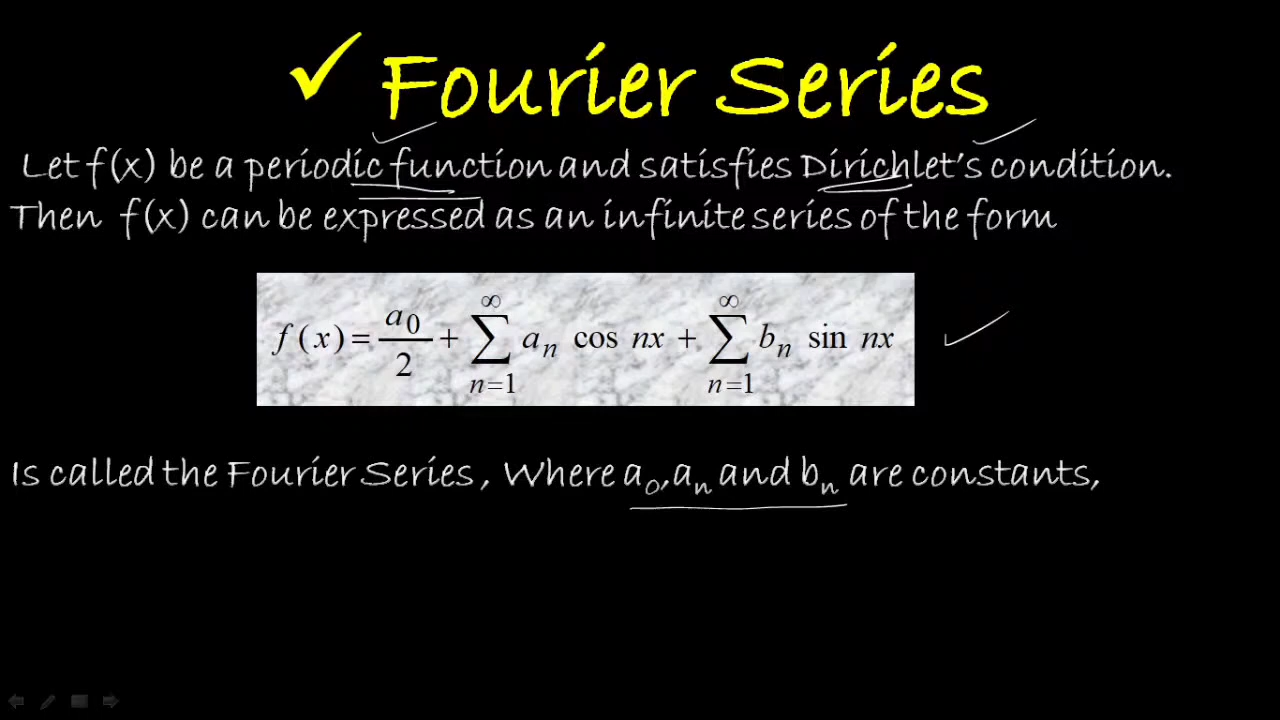 ✓ Fourier Series
Let f(x) be a periodic function and satisfies Dirichlet's condition.
Then f(x) can be expressed as an infinite series of the form
f(x) = a₀/2 + ∑_{n=1}^{∞} aₙ cos nx + ∑_{n=1}^{∞} bₙ sin nx
Is called the Fourier Series, Where a₀,aₙ and bₙ are constants,